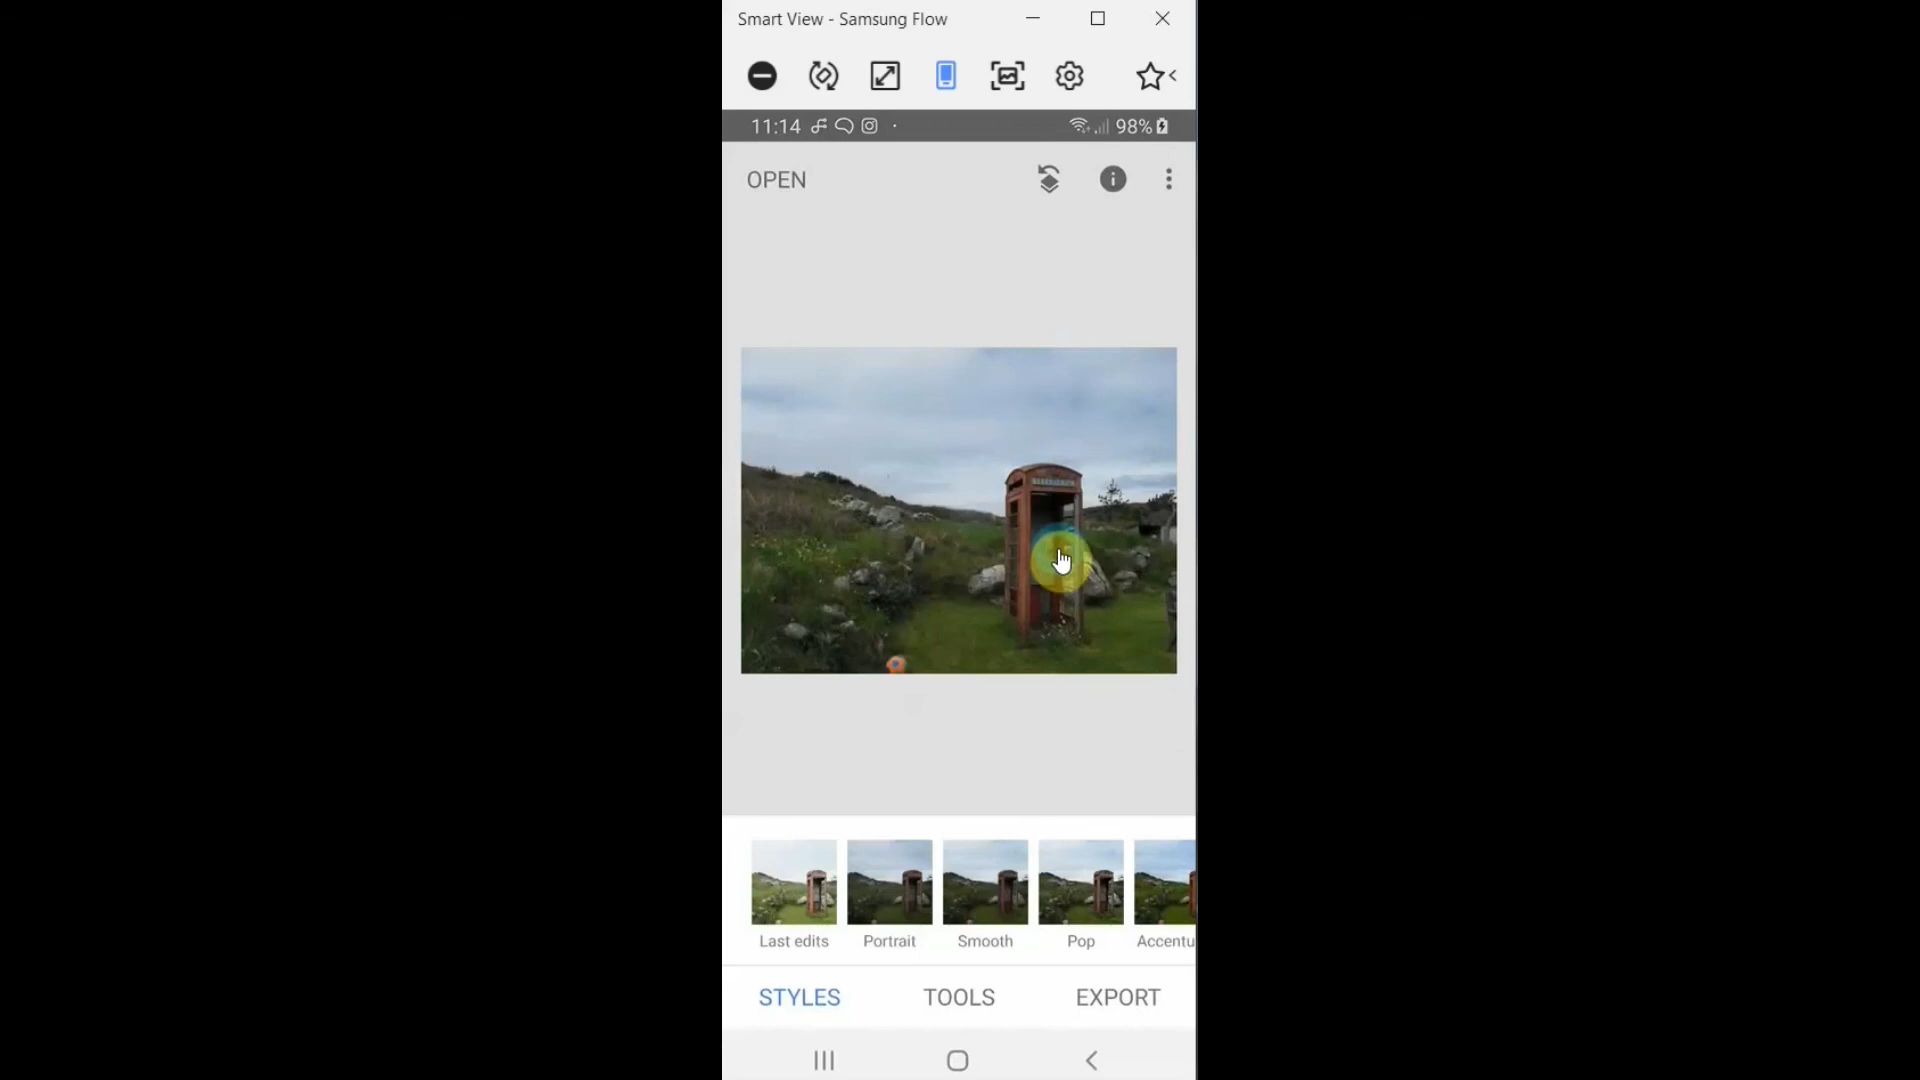 Smart View - Samsung Flow
11:14
98%
OPEN
Last edits
Portrait
Smooth
Pop
Accentu
STYLES
TOOLS
EXPORT